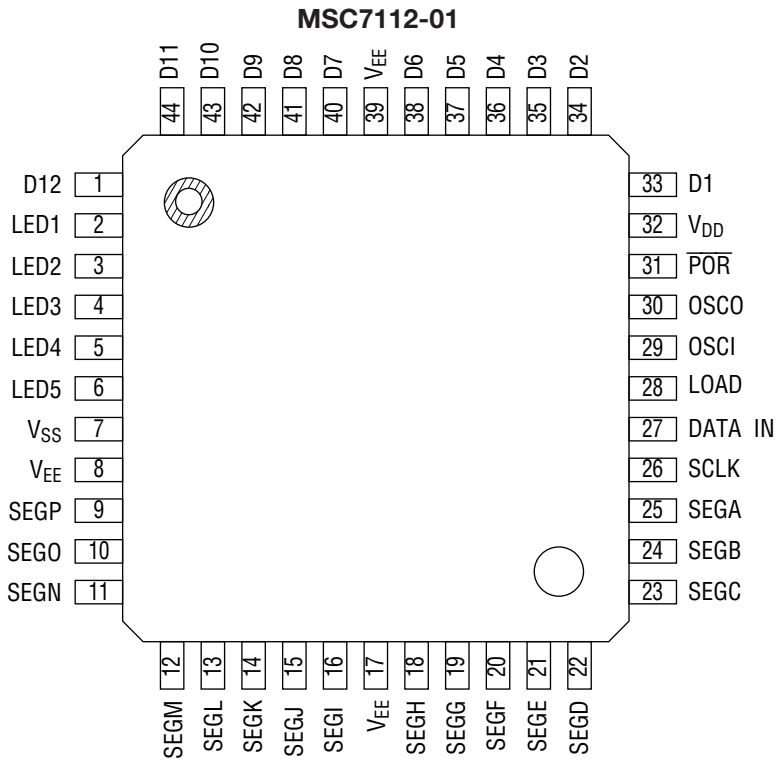 MSC7112-01
D11 D10 D9 D8 D7 VEE D6 D5 D4 D3 D2
44 43 42 41 40 39 38 37 36 35 34
D12 1 33 D1
LED1 2 32 VDD
LED2 3 31 P̅O̅R̅
LED3 4 30 OSCO
LED4 5 29 OSCI
LED5 6 28 LOAD
VSS 7 27 DATA IN
VEE 8 26 SCLK
SEGP 9 25 SEGA
SEGO 10 24 SEGB
SEGN 11 23 SEGC
12 13 14 15 16 17 18 19 20 21 22
SEGM SEGL SEGK SEGJ SEGI VEE SEGH SEGG SEGF SEGE SEGD